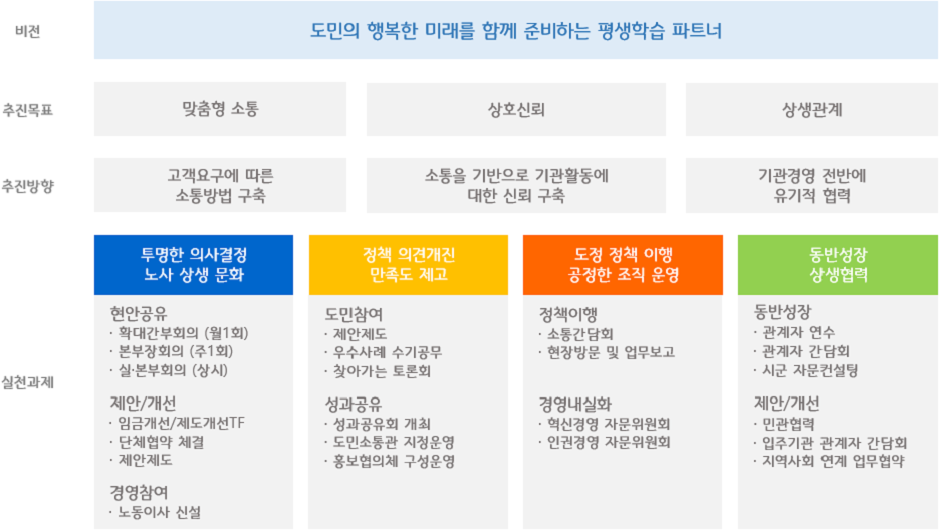 비전
도민의 행복한 미래를 함께 준비하는 평생학습 파트너
추진목표
맞춤형 소통
상호신뢰
상생관계
추진방향
고객요구에 따른
소통방법 구축
소통을 기반으로 기관활동에
대한 신뢰 구축
기관경영 전반에
유기적 협력
실천과제
투명한 의사결정
노사 상생 문화
현안공유
· 확대간부회의 (월1회)
· 본부장회의 (주1회)
· 실·본부회의 (상시)
제안/개선
· 임금개선/제도개선TF
· 단체협약 체결
· 제안제도
경영참여
· 노동이사 신설
정책 의견개진
만족도 제고
도민참여
· 제안제도
· 우수사례 수기공무
· 찾아가는 토론회
성과공유
· 성과공유회 개최
· 도민소통관 지정운영
· 홍보협의체 구성운영
도정 정책 이행
공정한 조직 운영
정책이행
· 소통간담회
· 현장방문 및 업무보고
경영내실화
· 혁신경영 자문위원회
· 인권경영 자문위원회
동반성장
상생협력
동반성장
· 관계자 연수
· 관계자 간담회
· 시군 자문컨설팅
제안/개선
· 민관협력
· 입주기관 관계자 간담회
· 지역사회 연계 업무협약